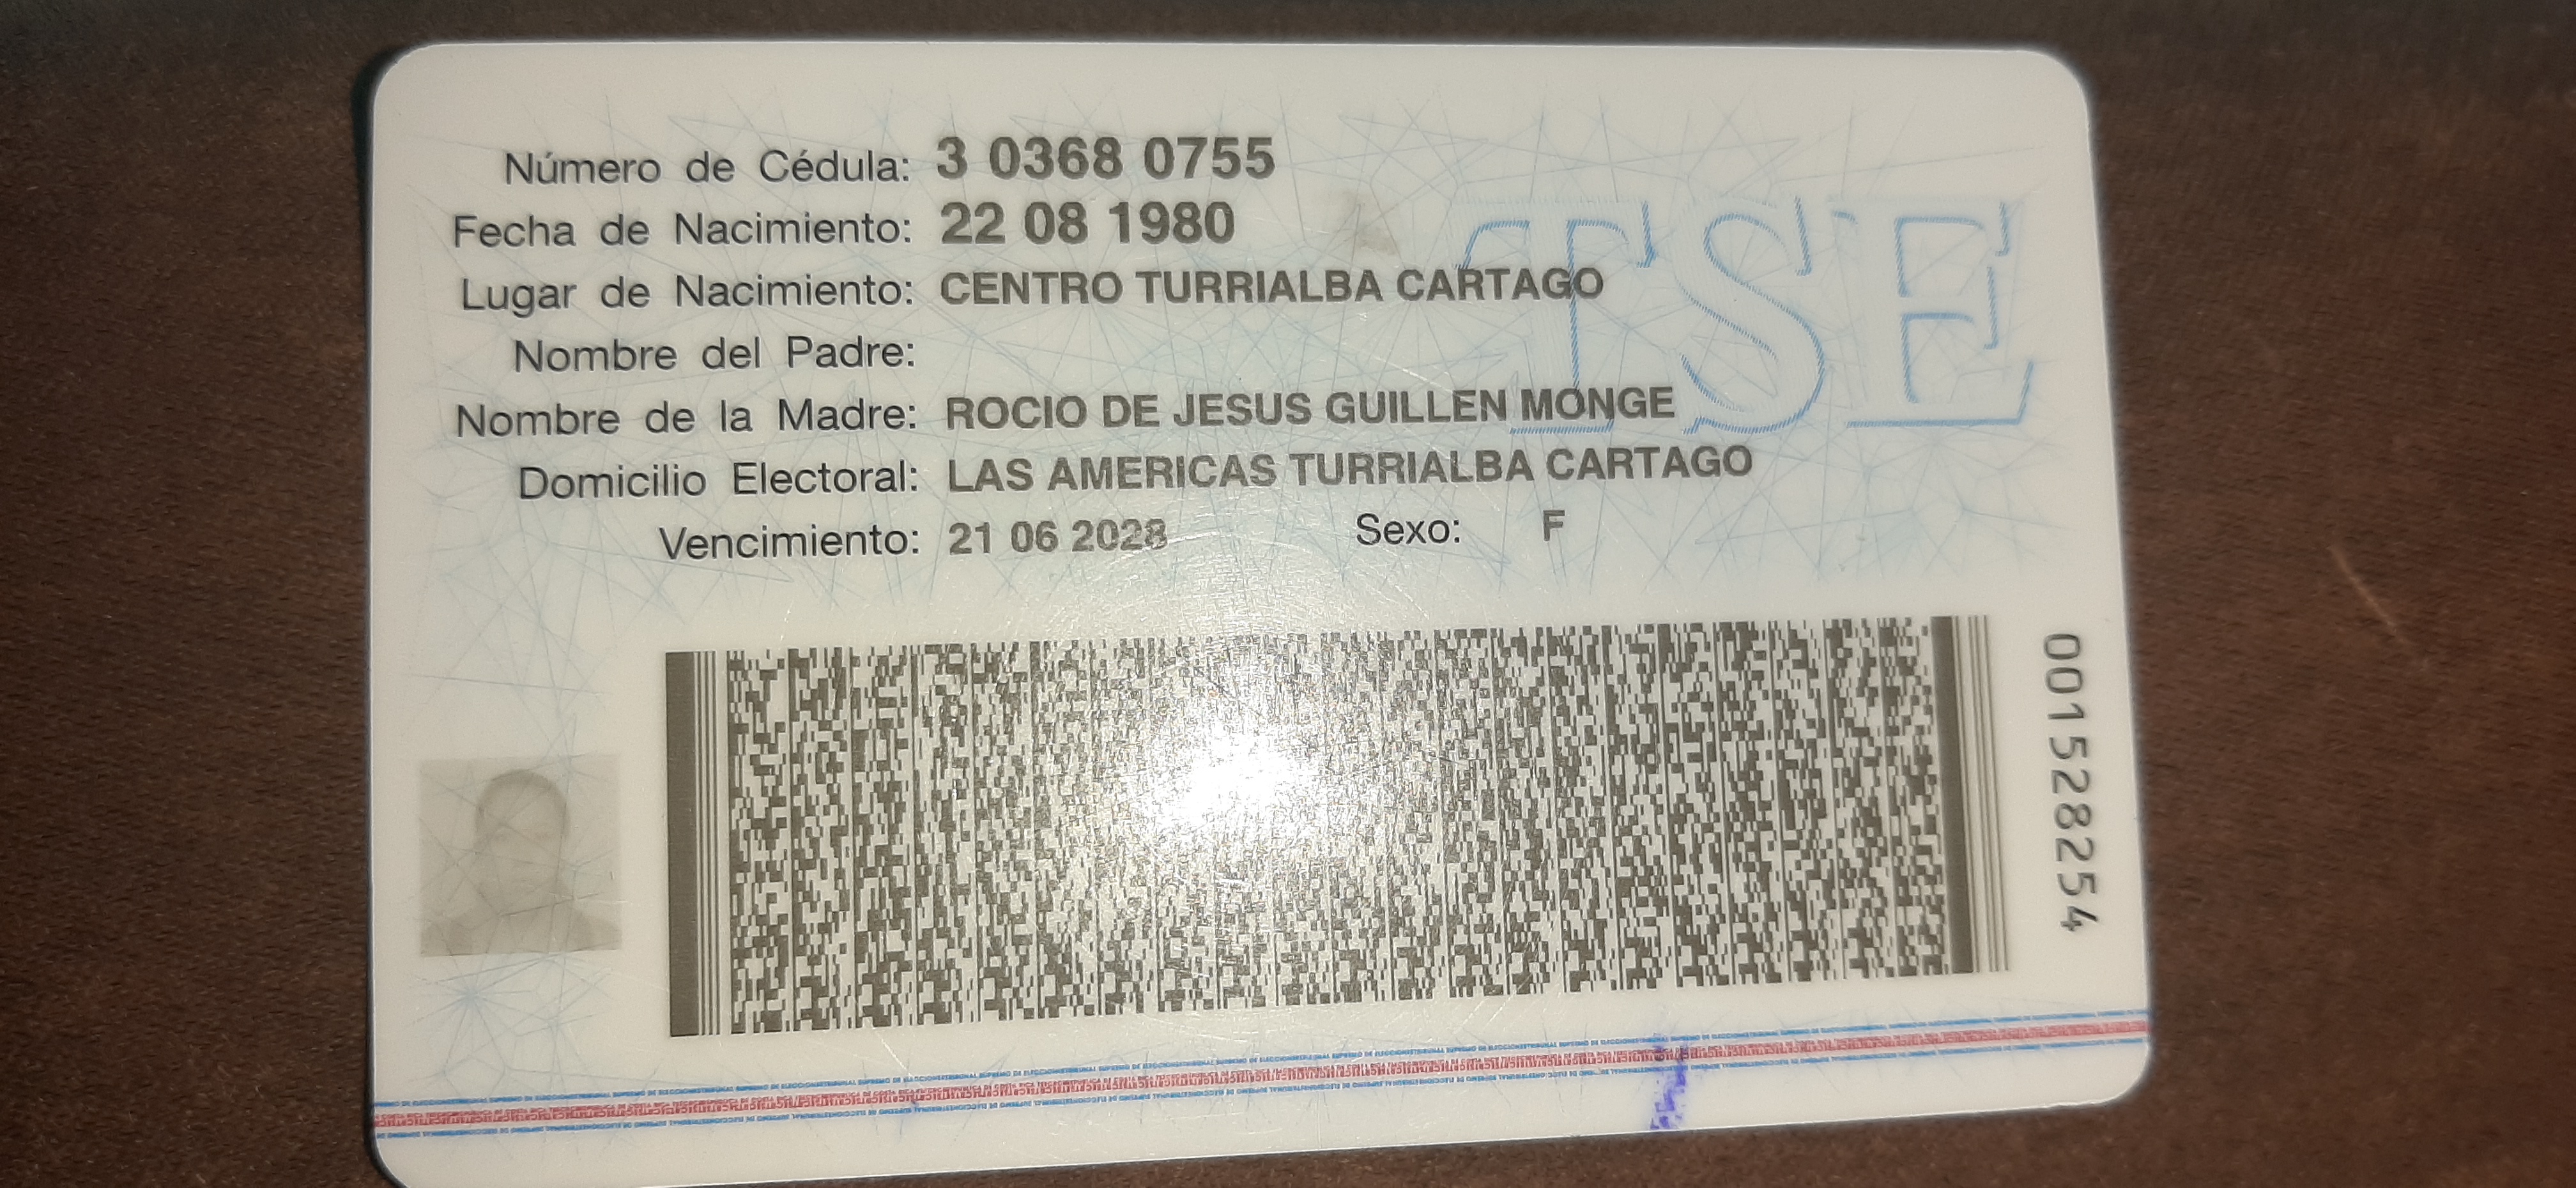 Número de Cédula: 3 0368 0755
Fecha de Nacimiento: 22 08 1980
Lugar de Nacimiento: CENTRO TURRIALBA CARTAGO
Nombre del Padre:
Nombre de la Madre: ROCIO DE JESUS GUILLEN MONGE
Domicilio Electoral: LAS AMERICAS TURRIALBA CARTAGO
Vencimiento: 21 06 2028 Sexo: F
TSE
001528254